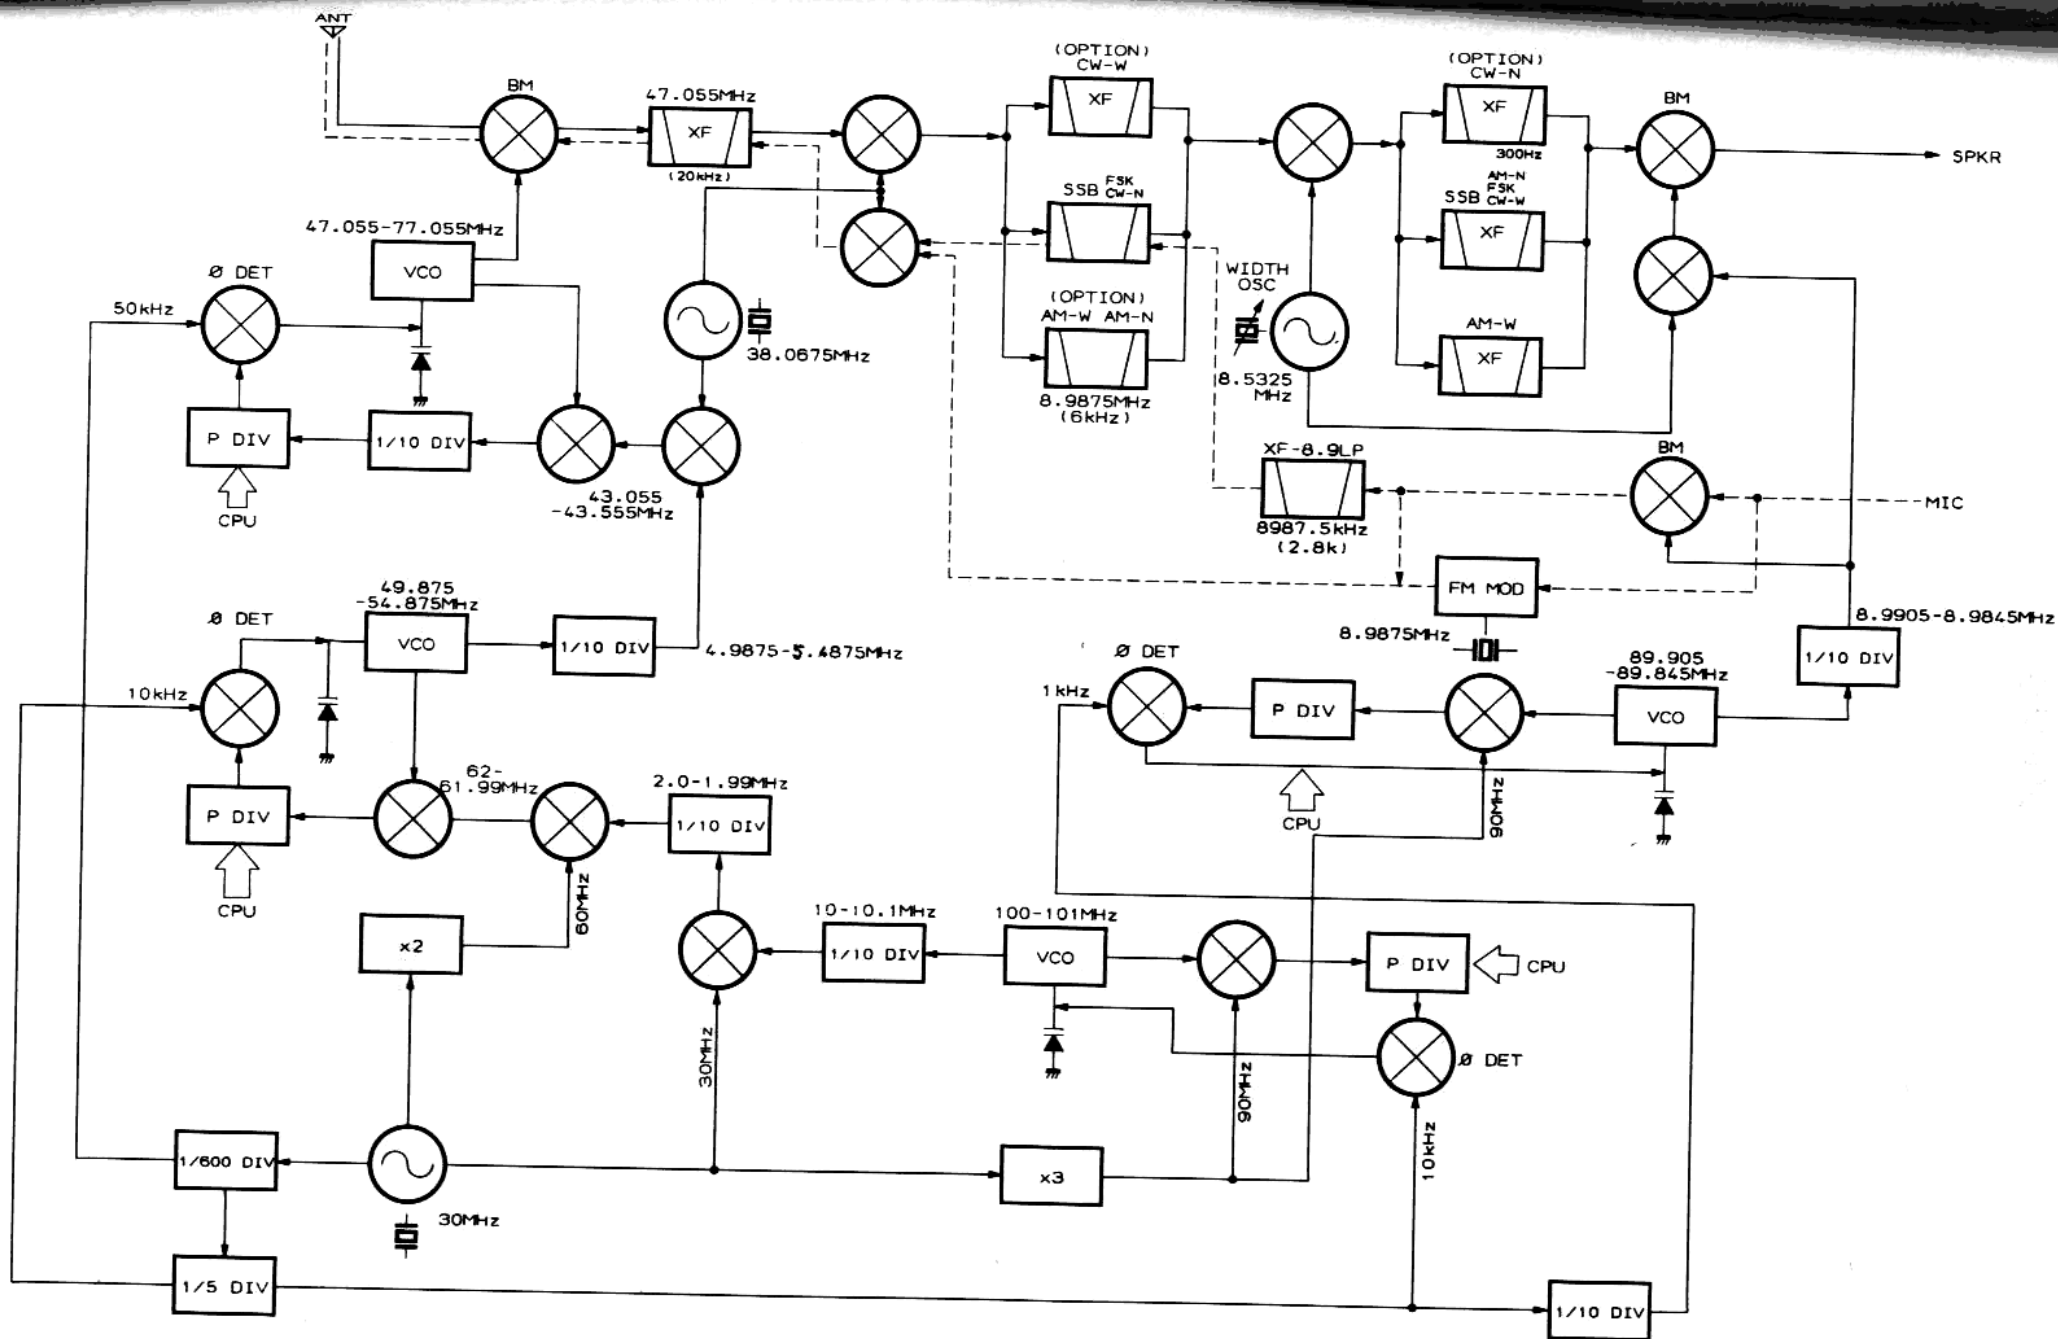 ANT
BM
47.055MHz
XF
(20kHz)
(OPTION)
CW-W
XF
(OPTION)
CW-N
XF
300Hz
BM
SPKR
SSB FSK
CW-N
AM-N
FSK
SSB CW-W
XF
47.055-77.055MHz
VCO
Ø DET
50kHz
WIDTH
OSC
(OPTION)
AM-W AM-N
8.9875MHz
(6kHz)
AM-W
XF
38.0675MHz
8.5325
MHz
P DIV
1/10 DIV
CPU
43.055
-43.555MHz
XF-8.9LP
8987.5kHz
(2.8k)
BM
MIC
FM MOD
8.9875MHz
49.875
-54.875MHz
Ø DET
VCO
1/10 DIV
4.9875-5.4875MHz
10kHz
8.9905-8.9845MHz
1/10 DIV
Ø DET
1kHz
P DIV
89.905
-89.845MHz
VCO
CPU
90MHz
62-
61.99MHz
2.0-1.99MHz
P DIV
1/10 DIV
CPU
60MHz
x2
10-10.1MHz
1/10 DIV
100-101MHz
VCO
P DIV
CPU
Ø DET
30MHz
90MHz
10kHz
1/600 DIV
30MHz
x3
1/5 DIV
1/10 DIV